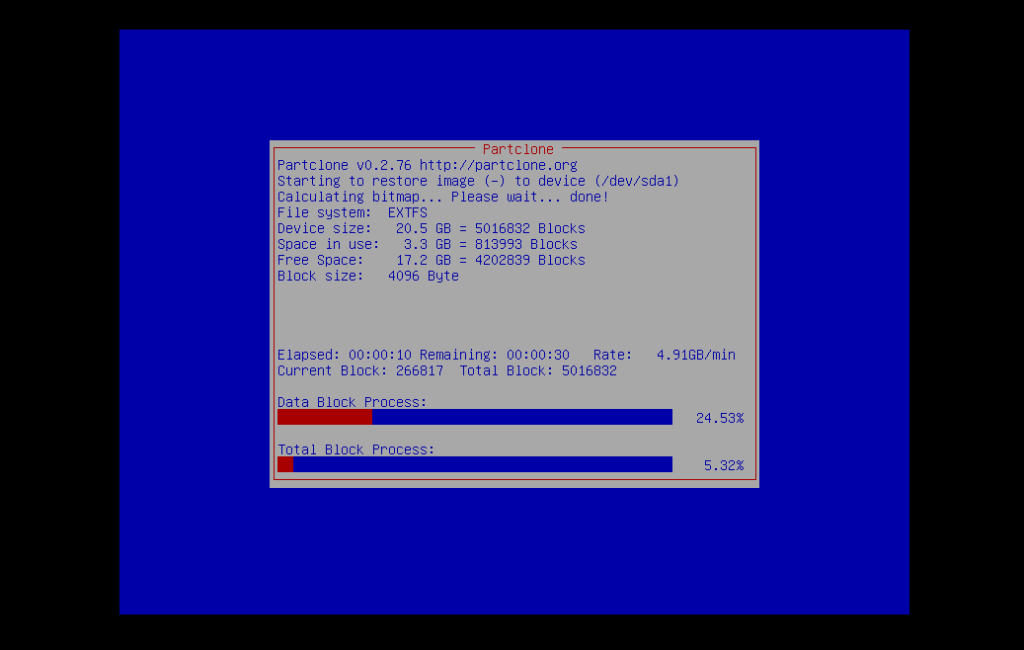 Partclone
Partclone v0.2.76 http://partclone.org
Starting to restore image (-) to device (/dev/sda1)
Calculating bitmap... Please wait... done!
File system:  EXTFS
Device size:   20.5 GB = 5016832 Blocks
Space in use:   3.3 GB = 813993 Blocks
Free Space:    17.2 GB = 4202839 Blocks
Block size:   4096 Byte
Elapsed: 00:00:10 Remaining: 00:00:30   Rate:   4.91GB/min
Current Block: 266817  Total Block: 5016832
Data Block Process:
24.53%
Total Block Process:
5.32%